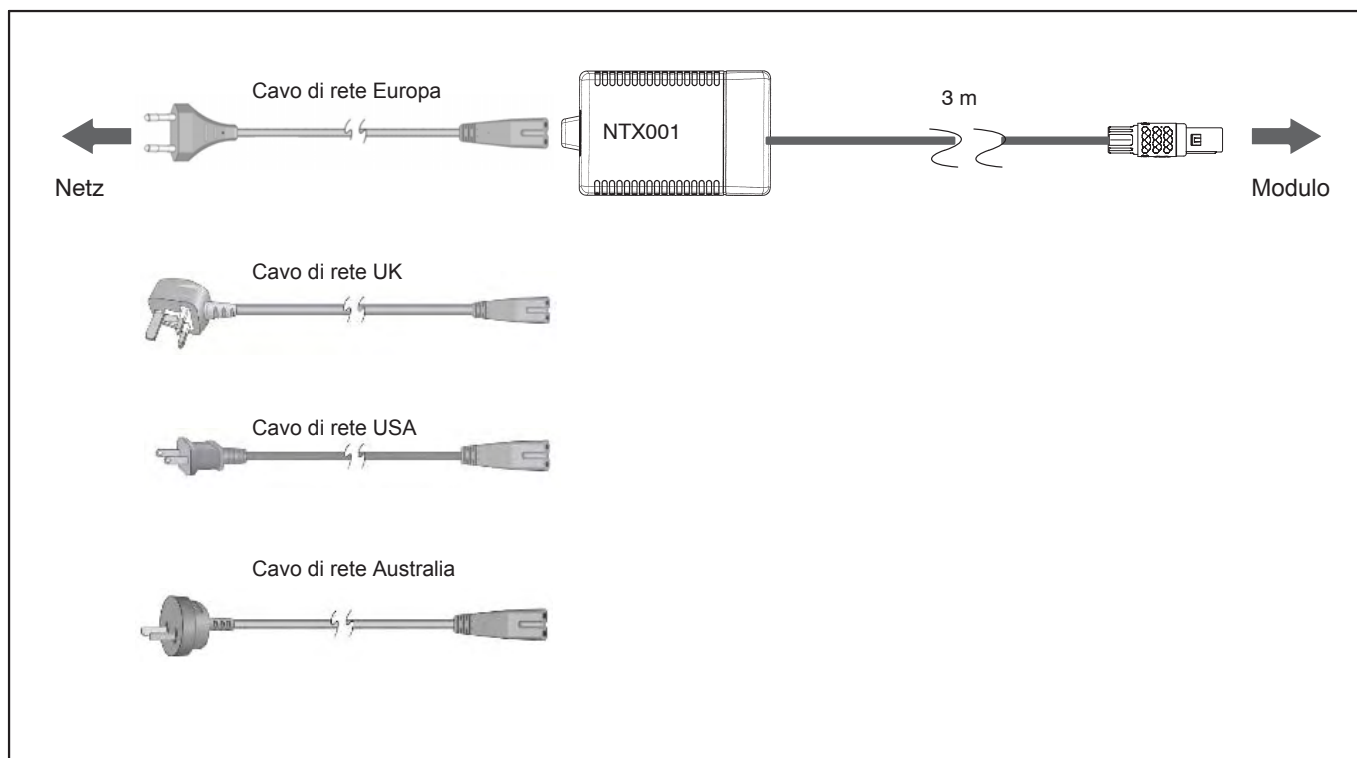 Cavo di rete Europa
NTX001
3 m
Netz
Modulo
Cavo di rete UK
Cavo di rete USA
Cavo di rete Australia